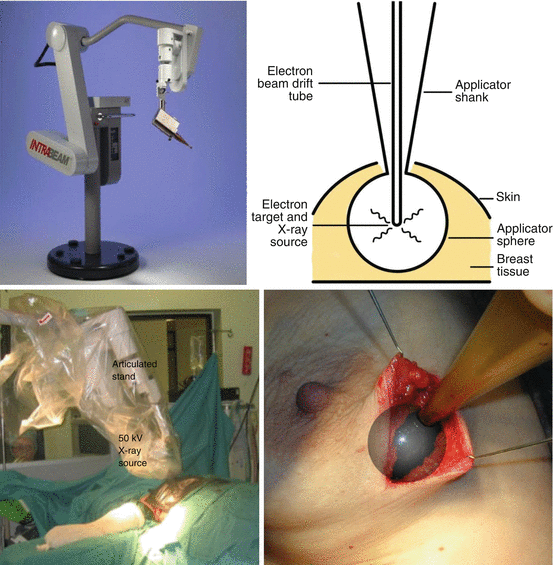 INTRABEAM
Electron
beam drift
tube
Applicator
shank
Electron
target and
X-ray
source
Skin
Applicator
sphere
Breast
tissue
Articulated
stand
50 kV
X-ray
source